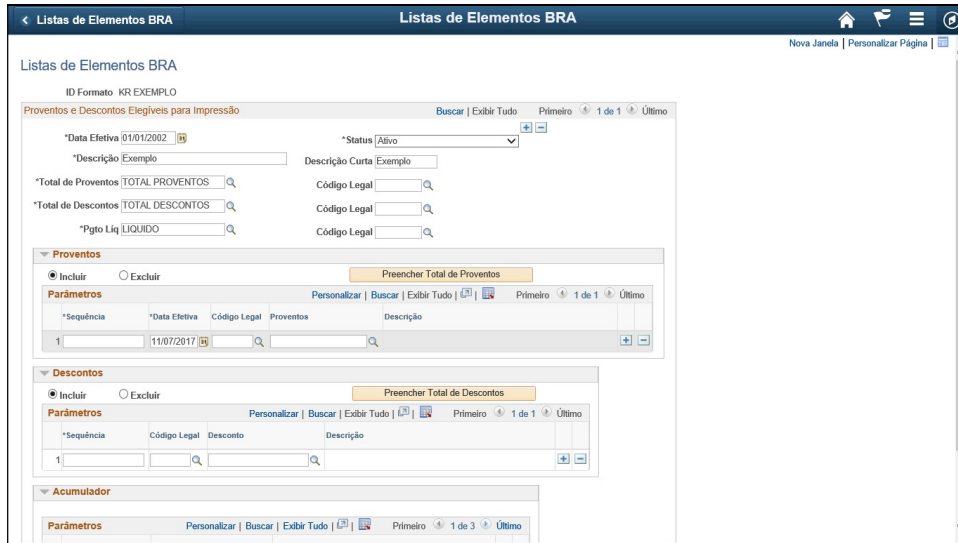 Listas de Elementos BRA Listas de Elementos BRA
Nova Janela | Personalizar Página |
Listas de Elementos BRA
ID Formato KR EXEMPLO
Proventos e Descontos Elegíveis para Impressão Buscar | Exibir Tudo Primeiro 1 de 1 Último
*Data Efetiva 01/01/2002 *Status Ativo
*Descrição Exemplo Descrição Curta Exemplo
*Total de Proventos TOTAL PROVENTOS Código Legal
*Total de Descontos TOTAL DESCONTOS Código Legal
*Pgto Líq LIQUIDO Código Legal
Proventos
Incluir Excluir Preencher Total de Proventos
Parâmetros Personalizar | Buscar | Exibir Tudo | | Primeiro 1 de 1 Último
*Sequência *Data Efetiva Código Legal Proventos Descrição
1 11/07/2017
Descontos
Incluir Excluir Preencher Total de Descontos
Parâmetros Personalizar | Buscar | Exibir Tudo | | Primeiro 1 de 1 Último
*Sequência Código Legal Desconto Descrição
1
Acumulador
Parâmetros Personalizar | Buscar | Exibir Tudo | | Primeiro 1 de 3 Último